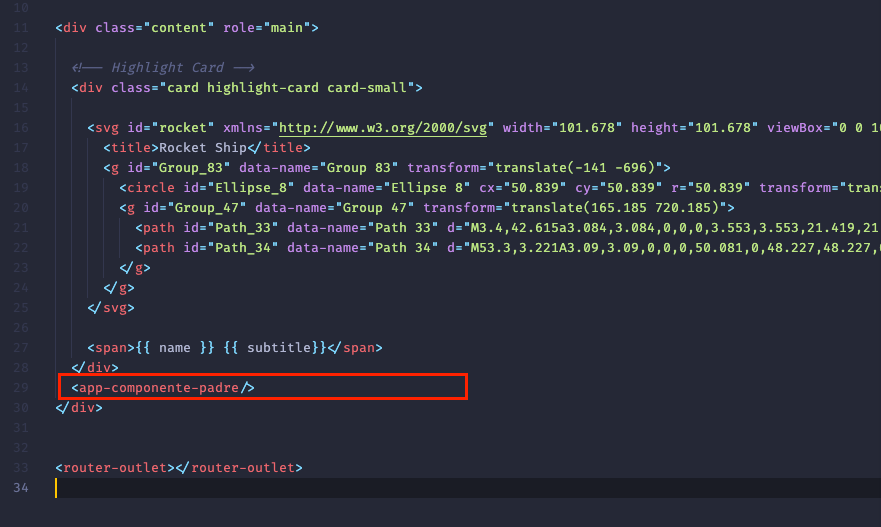 10
11 <div class="content" role="main">
12
13 <!-- Highlight Card -->
14 <div class="card highlight-card card-small">
15
16 <svg id="rocket" xmlns="http://www.w3.org/2000/svg" width="101.678" height="101.678" viewBox="0 0 10
17 <title>Rocket Ship</title>
18 <g id="Group_83" data-name="Group 83" transform="translate(-141 -696)">
19 <circle id="Ellipse_8" data-name="Ellipse 8" cx="50.839" cy="50.839" r="50.839" transform="tran
20 <g id="Group_47" data-name="Group 47" transform="translate(165.185 720.185)">
21 <path id="Path_33" data-name="Path 33" d="M3.4,42.615a3.084,3.084,0,0,0,3.553,3.553,21.419,21
22 <path id="Path_34" data-name="Path 34" d="M53.3,3.221A3.09,3.09,0,0,0,50.081,0,48.227,48.227,
23 </g>
24 </g>
25 </svg>
26
27 <span>{{ name }} {{ subtitle}}</span>
28 </div>
29 <app-componente-padre/>
30 </div>
31
32
33 <router-outlet></router-outlet>
34